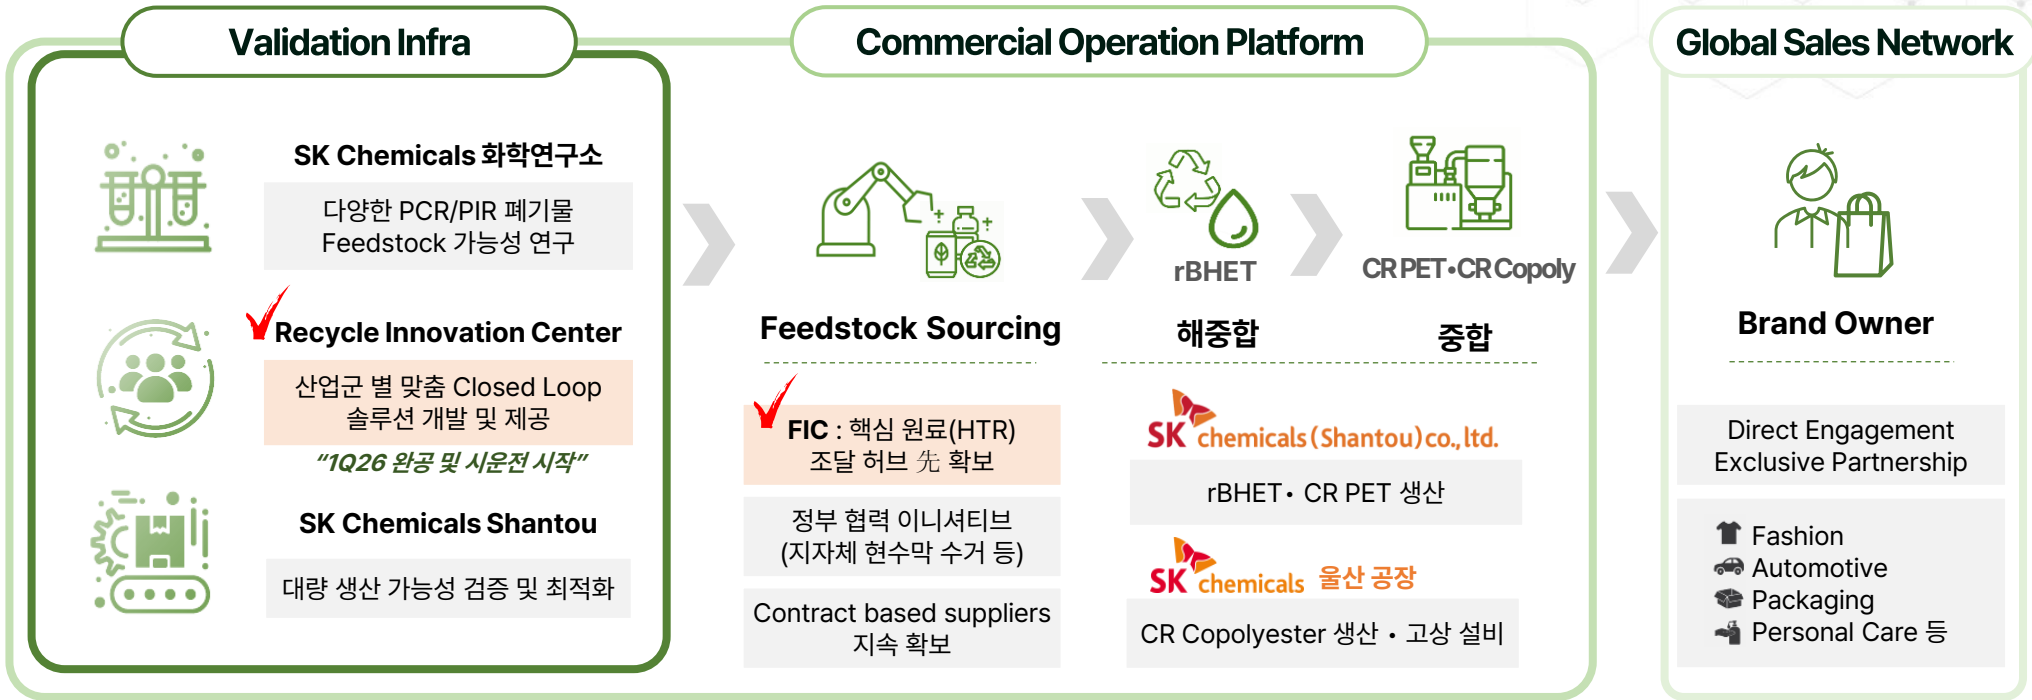 Validation Infra
Commercial Operation Platform
Global Sales Network
SK Chemicals 화학연구소
다양한 PCR/PIR 폐기물
Feedstock 가능성 연구
Recycle Innovation Center
산업군 별 맞춤 Closed Loop
솔루션 개발 및 제공
“1Q26 완공 및 시운전 시작”
SK Chemicals Shantou
대량 생산 가능성 검증 및 최적화
Feedstock Sourcing
FIC : 핵심 원료(HTR)
조달 허브 先 확보
정부 협력 이니셔티브
(지자체 현수막 수거 등)
Contract based suppliers
지속 확보
rBHET
CR PET•CR Copoly
해중합
중합
SK chemicals (Shantou) co., ltd.
rBHET• CR PET 생산
SK chemicals 울산 공장
CR Copolyester 생산 • 고상 설비
Brand Owner
Direct Engagement
Exclusive Partnership
Fashion
Automotive
Packaging
Personal Care 등